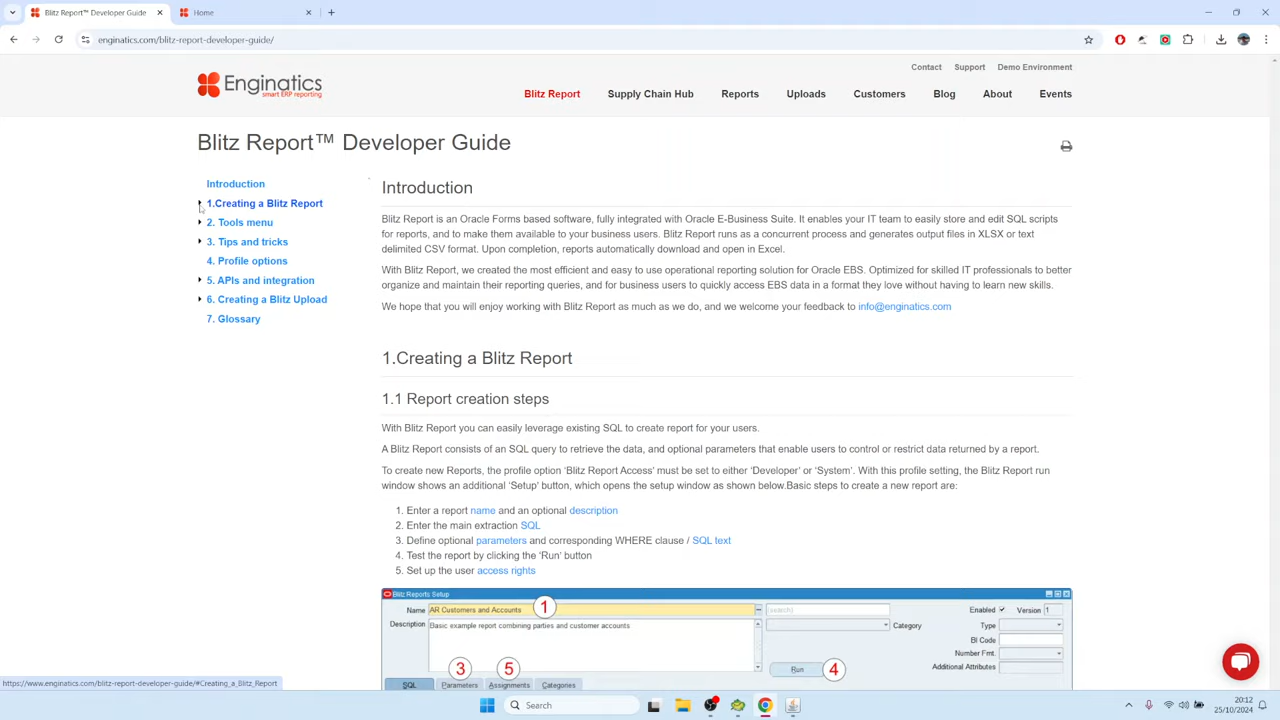 Blitz Report™ Developer Guide
Home
enginatics.com/blitz-report-developer-guide/
Contact
Support
Demo Environment
Enginatics
smart ERP reporting
Blitz Report
Supply Chain Hub
Reports
Uploads
Customers
Blog
About
Events
Blitz Report™ Developer Guide
Introduction
1.Creating a Blitz Report
2. Tools menu
3. Tips and tricks
4. Profile options
5. APIs and integration
6. Creating a Blitz Upload
7. Glossary
Introduction
Blitz Report is an Oracle Forms based software, fully integrated with Oracle E-Business Suite. It enables your IT team to easily store and edit SQL scripts
for reports, and to make them available to your business users. Blitz Report runs as a concurrent process and generates output files in XLSX or text
delimited CSV format. Upon completion, reports automatically download and open in Excel.
With Blitz Report, we created the most efficient and easy to use operational reporting solution for Oracle EBS. Optimized for skilled IT professionals to better
organize and maintain their reporting queries, and for business users to quickly access EBS data in a format they love without having to learn new skills.
We hope that you will enjoy working with Blitz Report as much as we do, and we welcome your feedback to info@enginatics.com
1.Creating a Blitz Report
1.1 Report creation steps
With Blitz Report you can easily leverage existing SQL to create report for your users.
A Blitz Report consists of an SQL query to retrieve the data, and optional parameters that enable users to control or restrict data returned by a report.
To create new Reports, the profile option 'Blitz Report Access' must be set to either 'Developer' or 'System'. With this profile setting, the Blitz Report run
window shows an additional 'Setup' button, which opens the setup window as shown below.Basic steps to create a new report are:
1. Enter a report name and an optional description
2. Enter the main extraction SQL
3. Define optional parameters and corresponding WHERE clause / SQL text
4. Test the report by clicking the 'Run' button
5. Set up the user access rights
Blitz Reports Setup
Name AR Customers and Accounts 1 (search) Enabled Version 1
Description Basic example report combining parties and customer accounts Category Type
BI Code
Number Fmt.
Additional Attributes
Run 4
3 5
SQL Parameters Assignments Categories
https://www.enginatics.com/blitz-report-developer-guide/#Creating_a_Blitz_Report
Search
20:12
25/10/2024